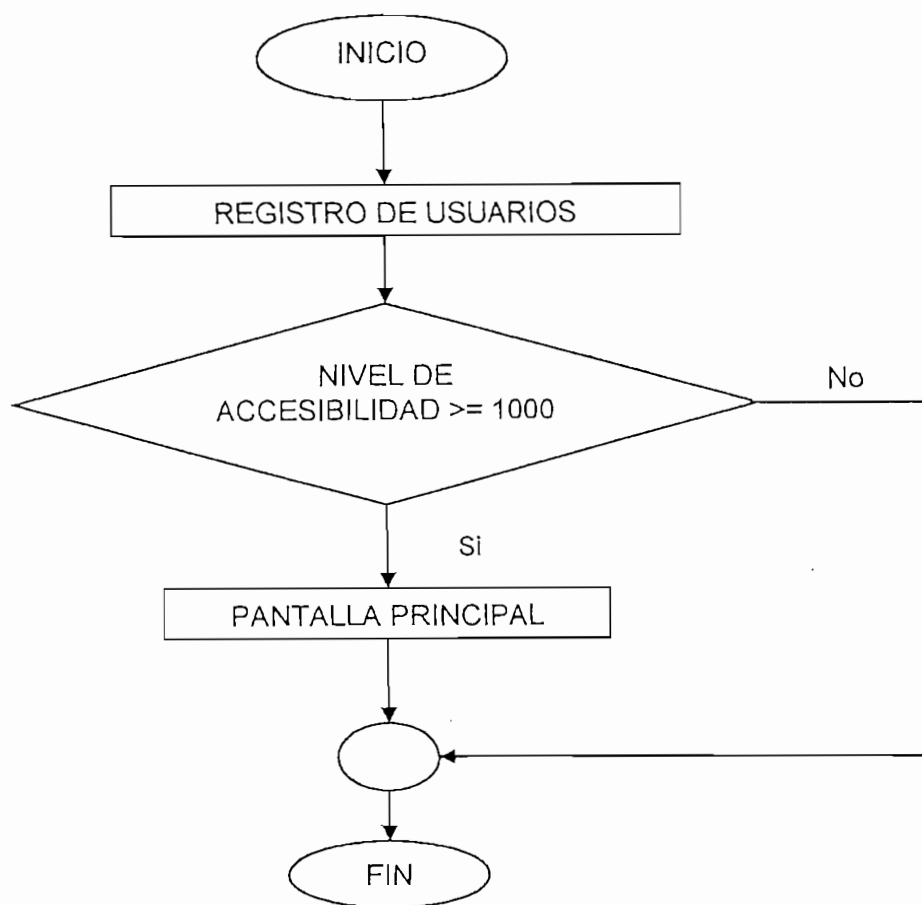 INICIO
REGISTRO DE USUARIOS
NIVEL DE
ACCESIBILIDAD >= 1000
No
Si
PANTALLA PRINCIPAL
FIN